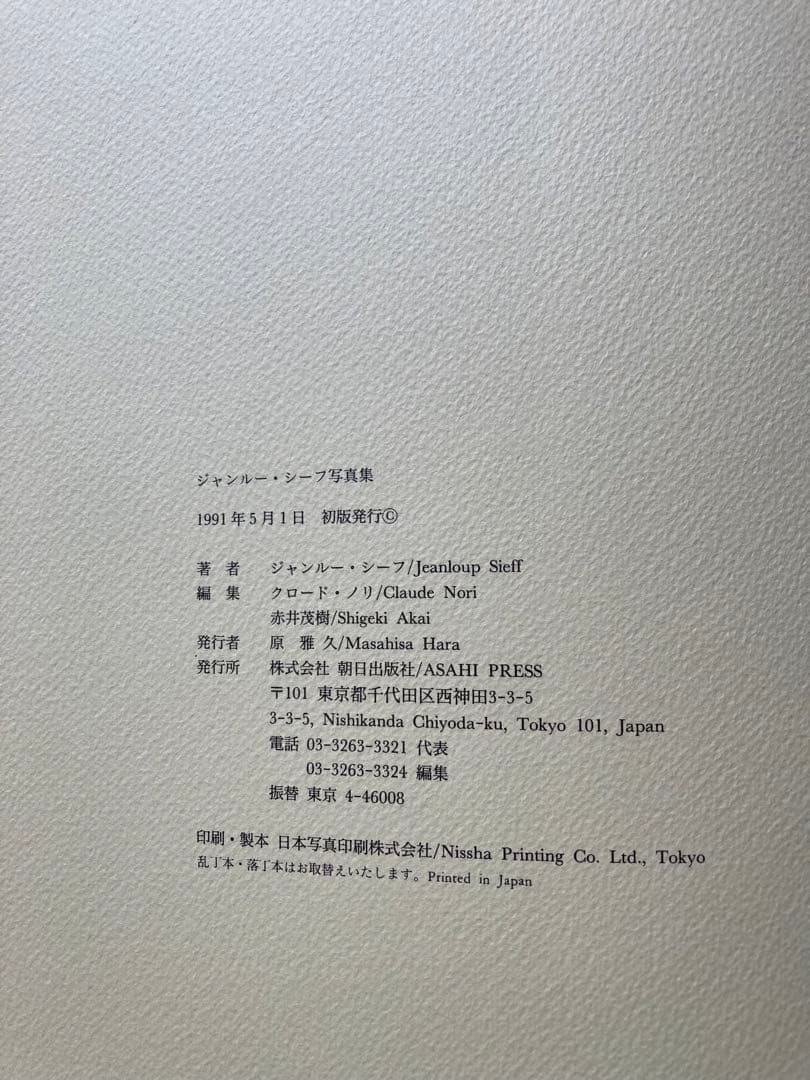 ジャンルー・シーフ写真集
1991年5月1日　初版発行Ⓒ
著　者　ジャンルー・シーフ/Jeanloup Sieff
編　集　クロード・ノリ/Claude Nori
赤井茂樹/Shigeki Akai
発行者　原　雅久/Masahisa Hara
発行所　株式会社 朝日出版社/ASAHI PRESS
〒101 東京都千代田区西神田3-3-5
3-3-5, Nishikanda Chiyoda-ku, Tokyo 101, Japan
電話 03-3263-3321 代表
03-3263-3324 編集
振替 東京 4-46008
印刷・製本 日本写真印刷株式会社/Nissha Printing Co. Ltd., Tokyo
乱丁本・落丁本はお取替えいたします。Printed in Japan